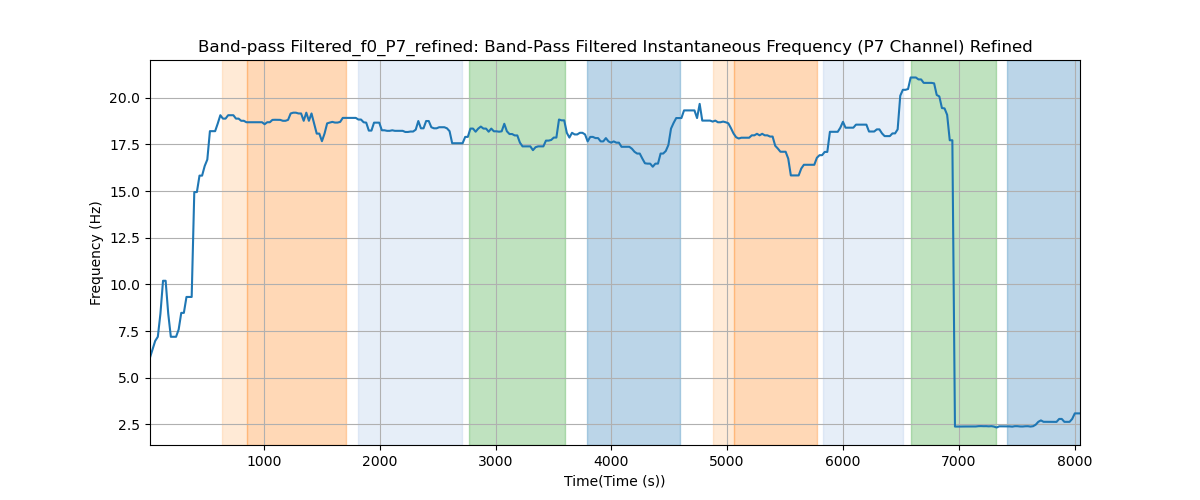 Band-pass Filtered_f0_P7_refined: Band-Pass Filtered Instantaneous Frequency (P7 Channel) Refined
20.0
17.5
15.0
12.5
10.0
7.5
5.0
2.5
Frequency (Hz)
1000 2000 3000 4000 5000 6000 7000 8000
Time(Time (s))